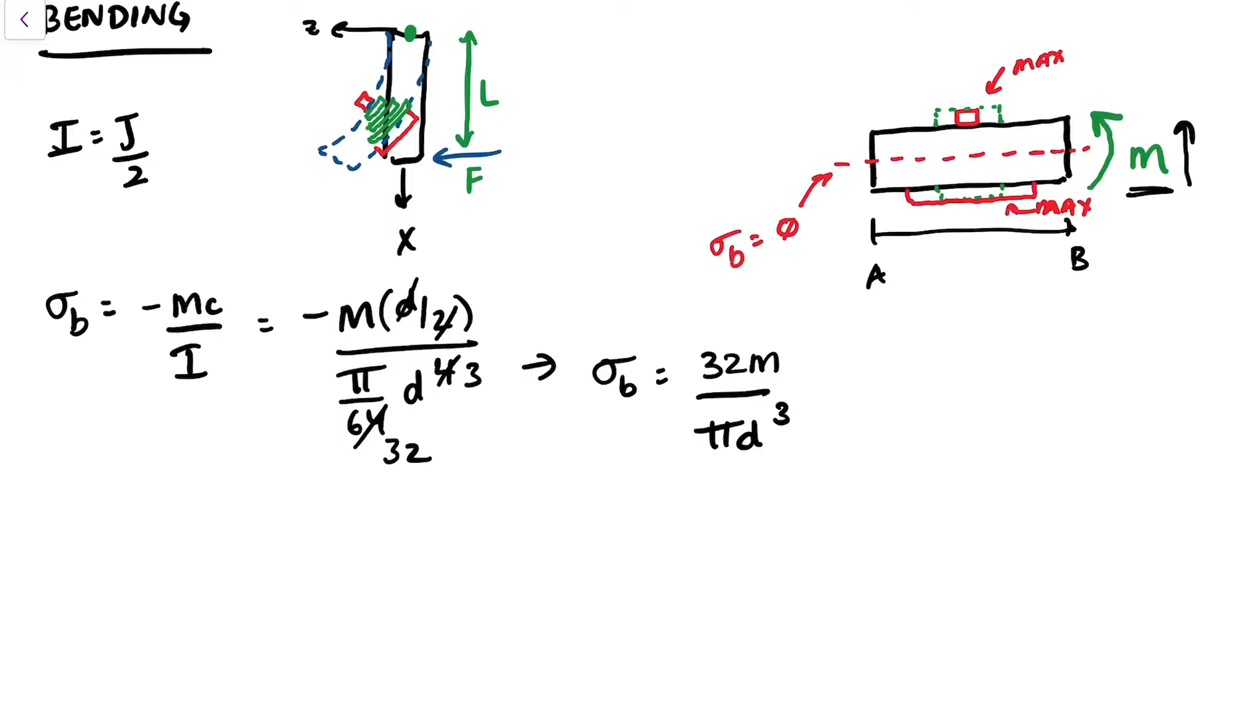 BENDING
I = J/2
z
L
F
X
MAX
m
MAX
σb = 0
A
B
σb = -Mc/I = -M(d/2)/(π/64 32 d^4 3) → σb = 32M/πd^3